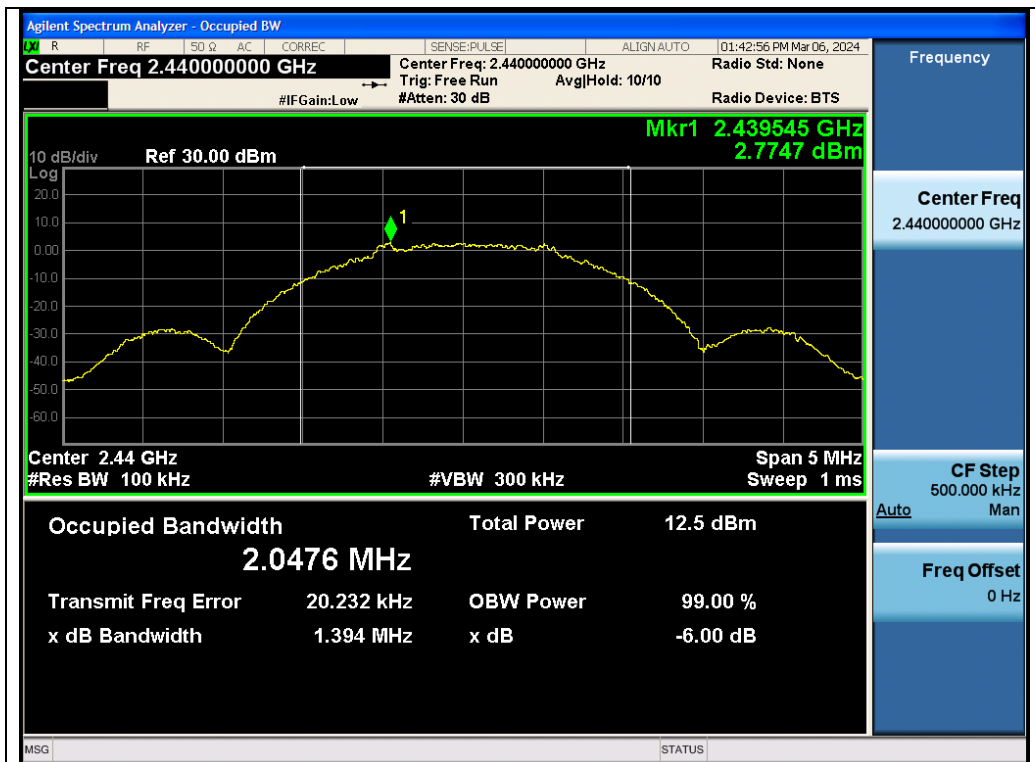 Agilent Spectrum Analyzer - Occupied BW
LXI R RF 50 Ω AC CORREC SENSE:PULSE ALIGN AUTO 01:42:56 PM Mar 06, 2024
Center Freq 2.440000000 GHz Center Freq: 2.440000000 GHz Radio Std: None
Trig: Free Run Avg|Hold: 10/10
#IFGain:Low #Atten: 30 dB Radio Device: BTS
Mkr1 2.439545 GHz
2.7747 dBm
10 dB/div Ref 30.00 dBm
Log
20.0
10.0
0.00
-10.0
-20.0
-30.0
-40.0
-50.0
-60.0
1
Center 2.44 GHz Span 5 MHz
#Res BW 100 kHz #VBW 300 kHz Sweep 1 ms
Occupied Bandwidth Total Power 12.5 dBm
2.0476 MHz
Transmit Freq Error 20.232 kHz OBW Power 99.00 %
x dB Bandwidth 1.394 MHz x dB -6.00 dB
MSG STATUS
Frequency
Center Freq
2.440000000 GHz
CF Step
500.000 kHz
Auto Man
Freq Offset
0 Hz